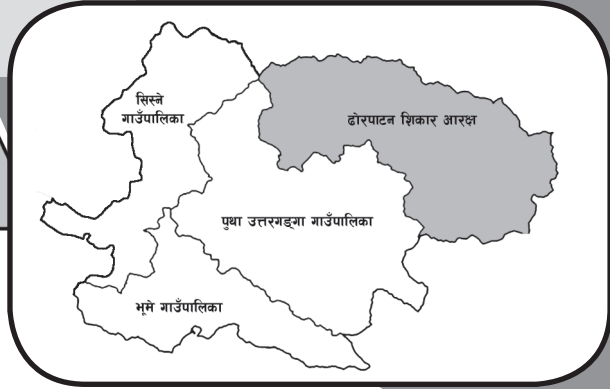 सिस्ने
गाउँपालिका
ढोरपाटन शिकार आरक्ष
पुथा उत्तरगङ्गा गाउँपालिका
भूमे गाउँपालिका